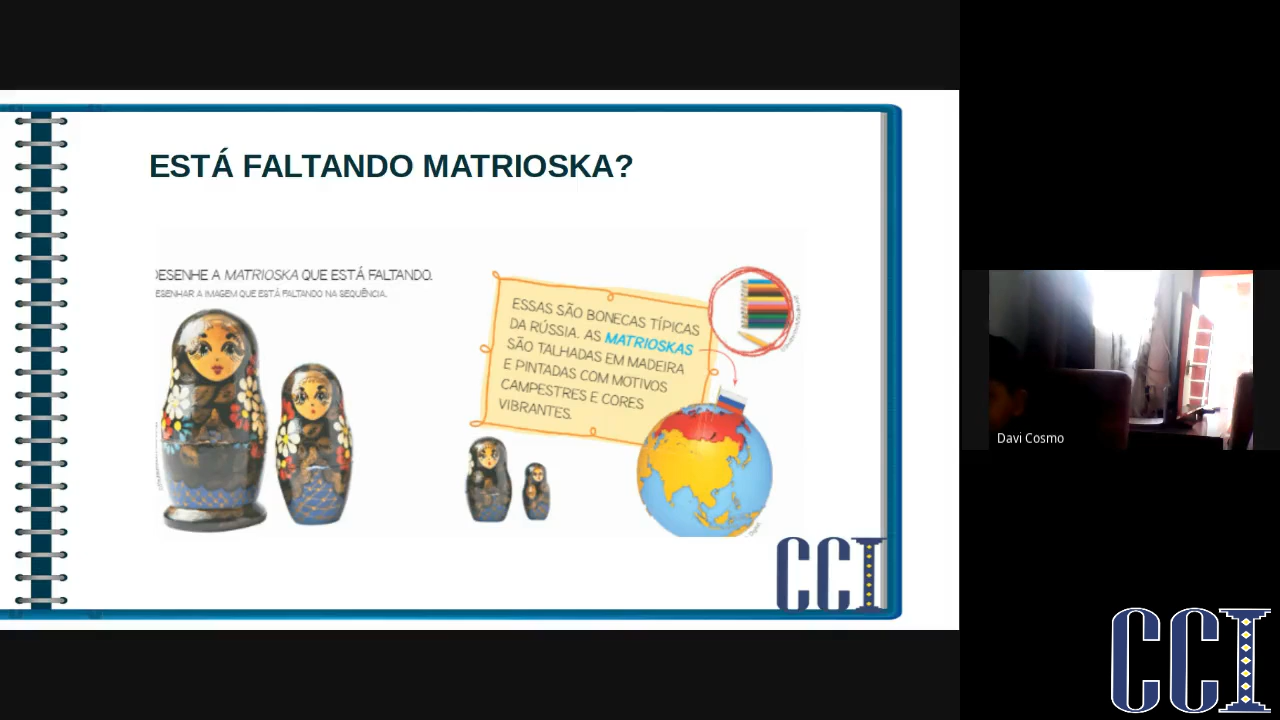 ESTÁ FALTANDO MATRIOSKA?
DESENHE A MATRIOSKA QUE ESTÁ FALTANDO.
ESENHAR A IMAGEM QUE ESTÁ FALTANDO NA SEQUÊNCIA.
ESSAS SÃO BONECAS TÍPICAS
DA RÚSSIA. AS MATRIOSKAS
SÃO TALHADAS EM MADEIRA
E PINTADAS COM MOTIVOS
CAMPESTRES E CORES
VIBRANTES.
CCI
Davi Cosmo
CCI